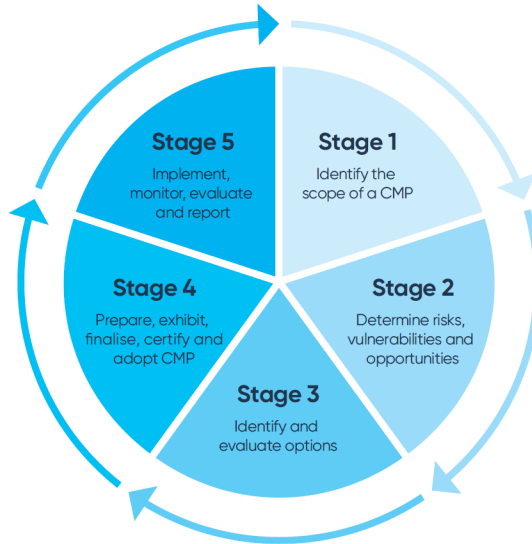 Stage 1
Identify the
scope of a CMP
Stage 2
Determine risks,
vulnerabilities and
opportunities
Stage 3
Identify and
evaluate options
Stage 4
Prepare, exhibit,
finalise, certify and
adopt CMP
Stage 5
Implement,
monitor, evaluate
and report